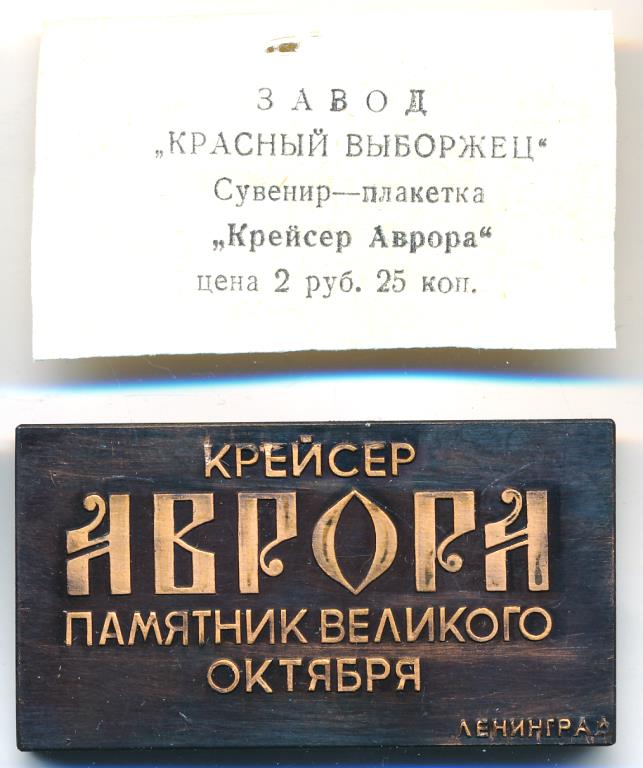 ЗАВОД
„КРАСНЫЙ ВЫБОРЖЕЦ“
Сувенир—плакетка
„Крейсер Аврора“
цена 2 руб. 25 коп.
КРЕЙСЕР
АВРОРА
ПАМЯТНИК ВЕЛИКОГО
ОКТЯБРЯ
ЛЕНИНГРАД